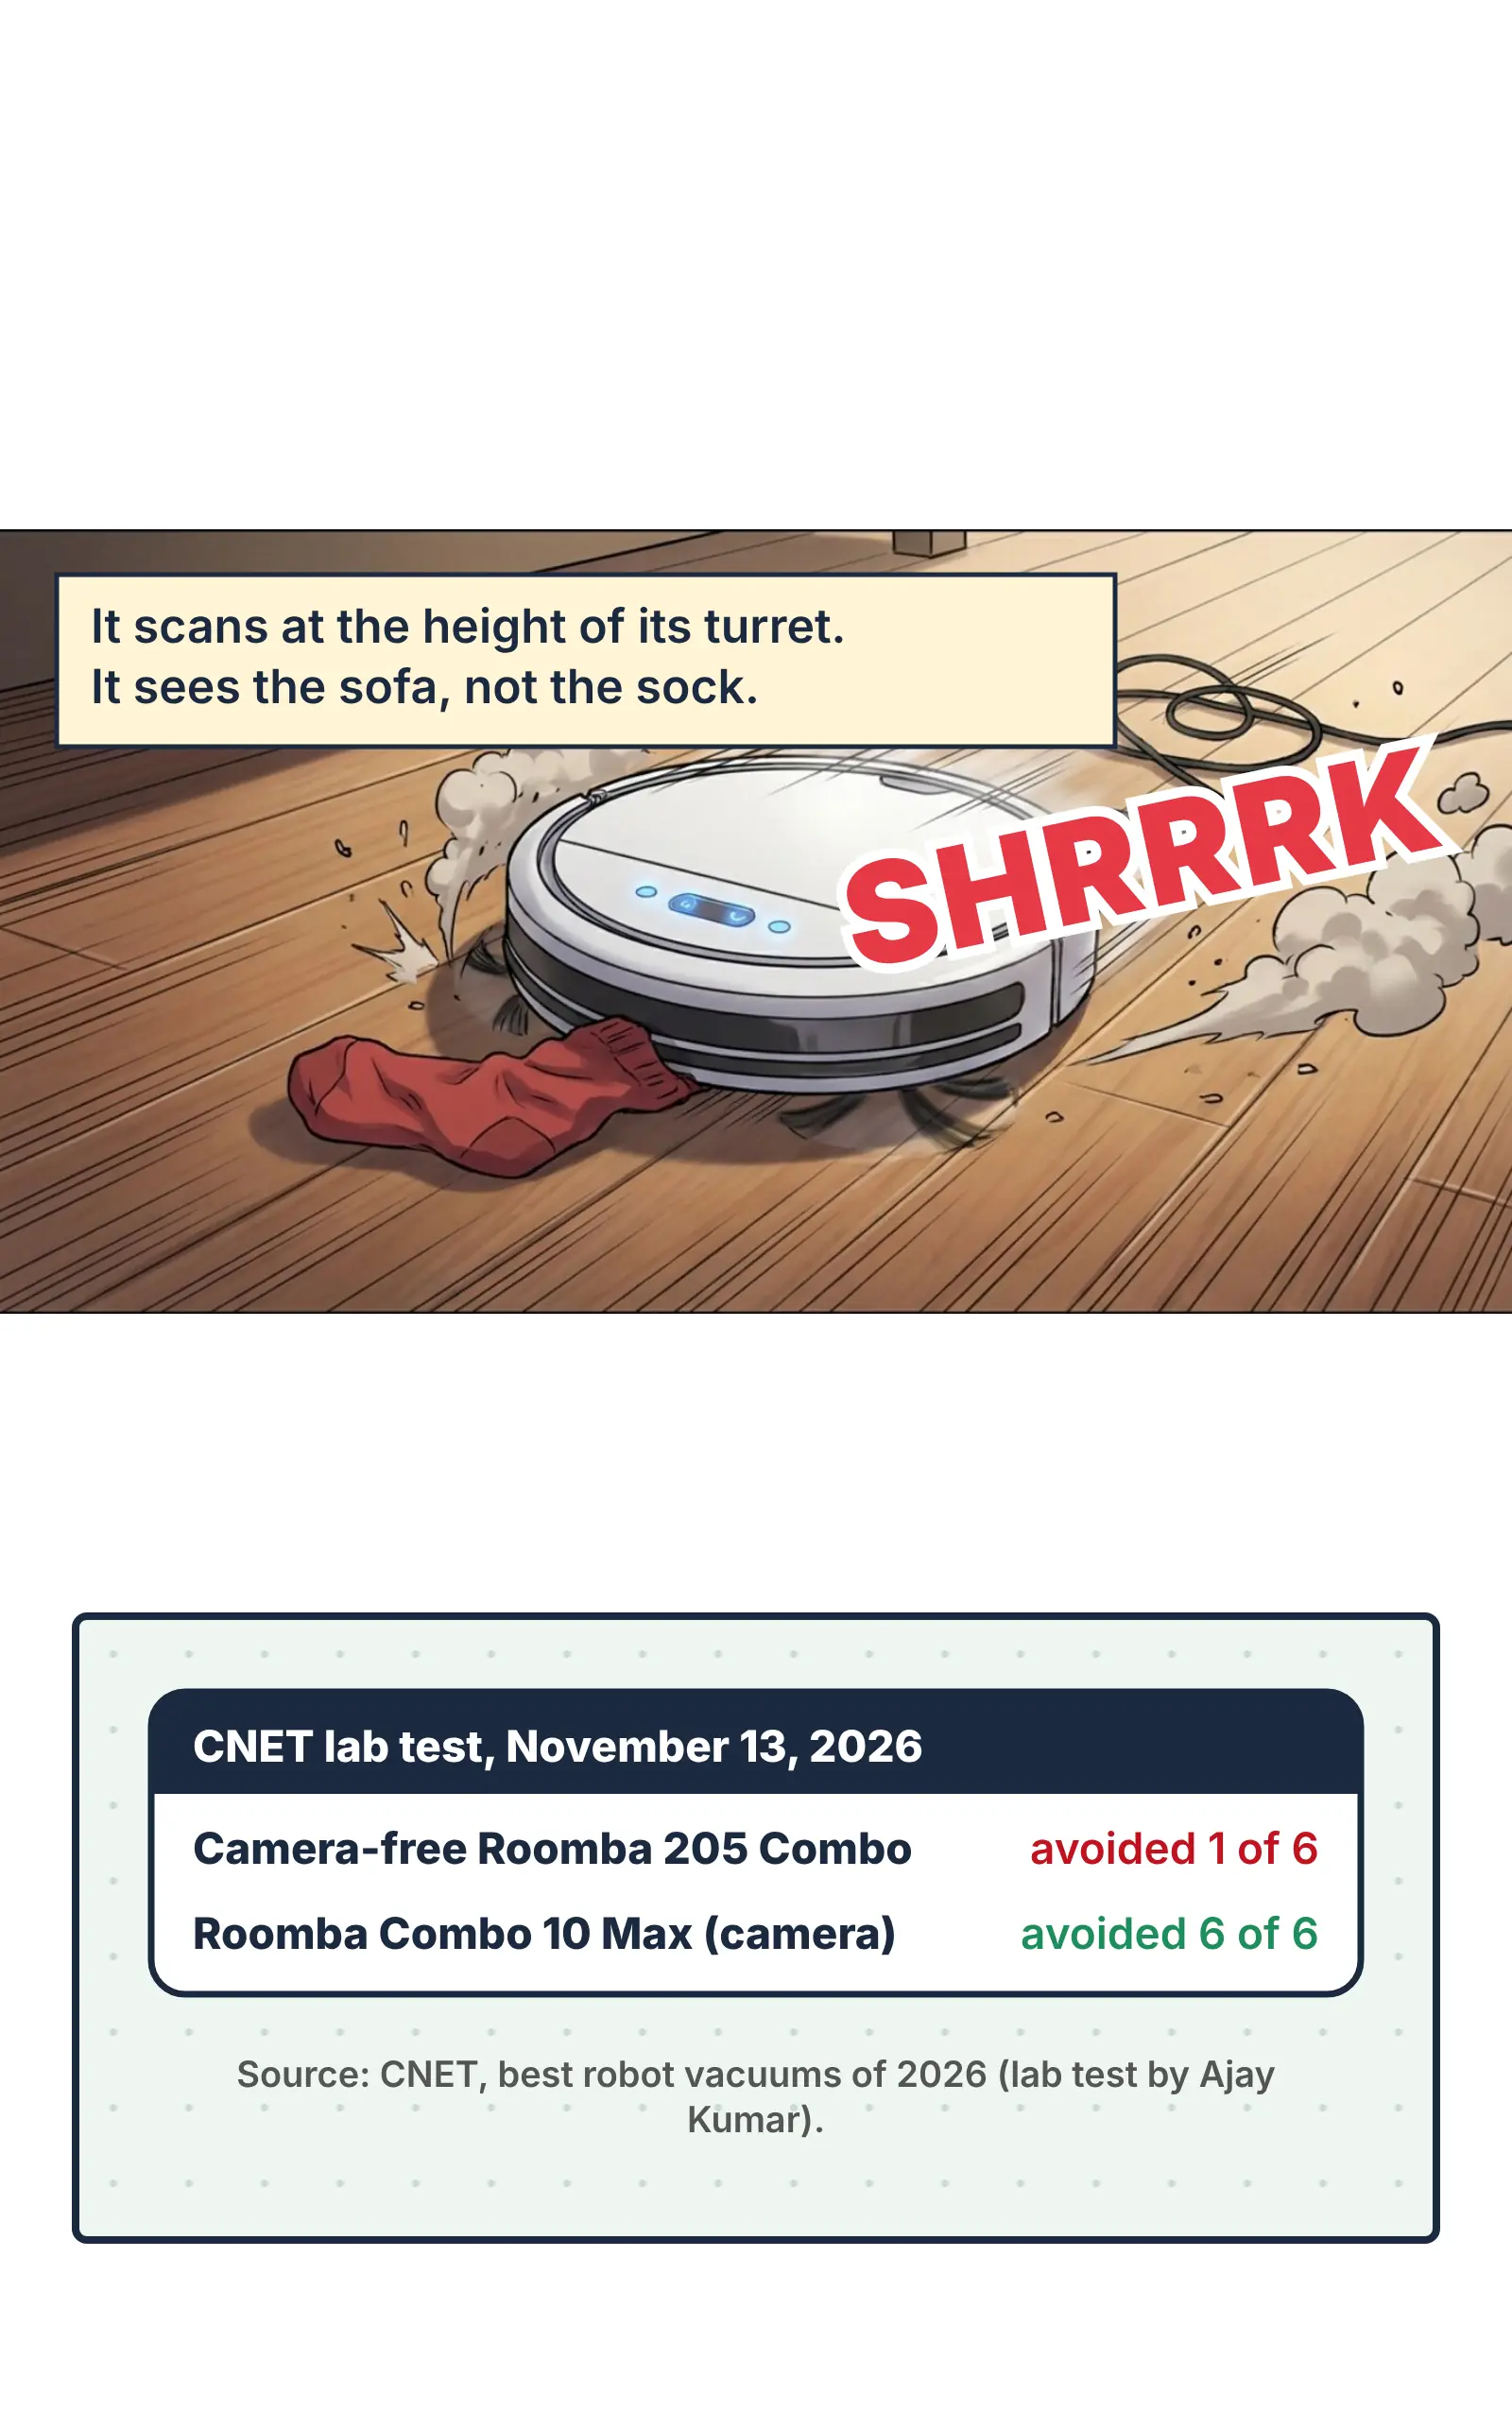 It scans at the height of its turret.
It sees the sofa, not the sock.
SHRRRK
CNET lab test, November 13, 2026
Camera-free Roomba 205 Combo avoided 1 of 6
Roomba Combo 10 Max (camera) avoided 6 of 6
Source: CNET, best robot vacuums of 2026 (lab test by Ajay
Kumar).